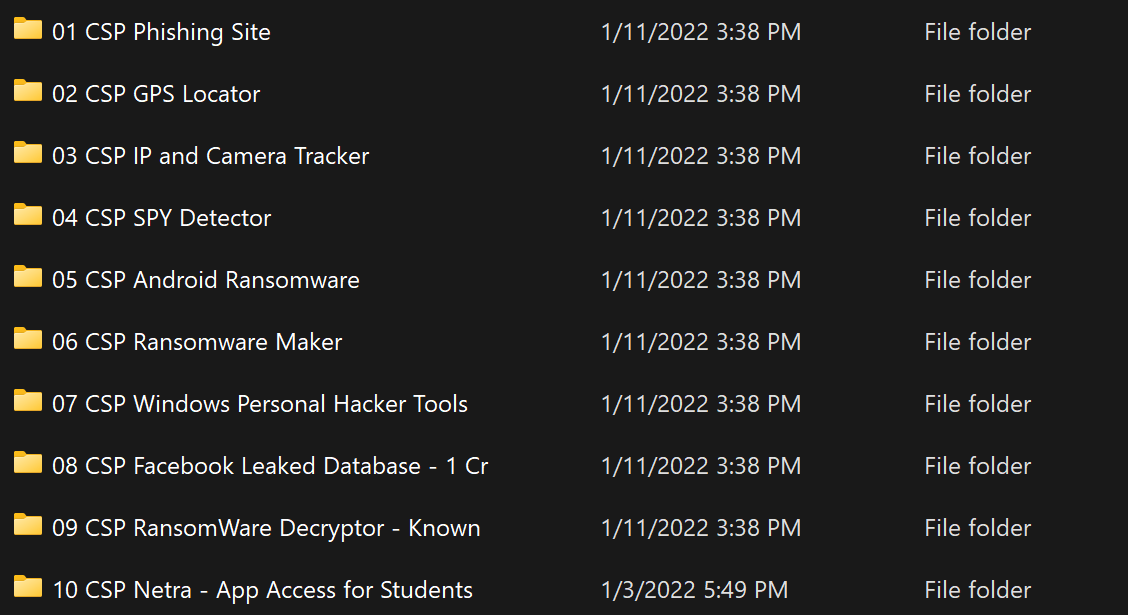 01 CSP Phishing Site 1/11/2022 3:38 PM File folder
02 CSP GPS Locator 1/11/2022 3:38 PM File folder
03 CSP IP and Camera Tracker 1/11/2022 3:38 PM File folder
04 CSP SPY Detector 1/11/2022 3:38 PM File folder
05 CSP Android Ransomware 1/11/2022 3:38 PM File folder
06 CSP Ransomware Maker 1/11/2022 3:38 PM File folder
07 CSP Windows Personal Hacker Tools 1/11/2022 3:38 PM File folder
08 CSP Facebook Leaked Database - 1 Cr 1/11/2022 3:38 PM File folder
09 CSP RansomWare Decryptor - Known 1/11/2022 3:38 PM File folder
10 CSP Netra - App Access for Students 1/3/2022 5:49 PM File folder